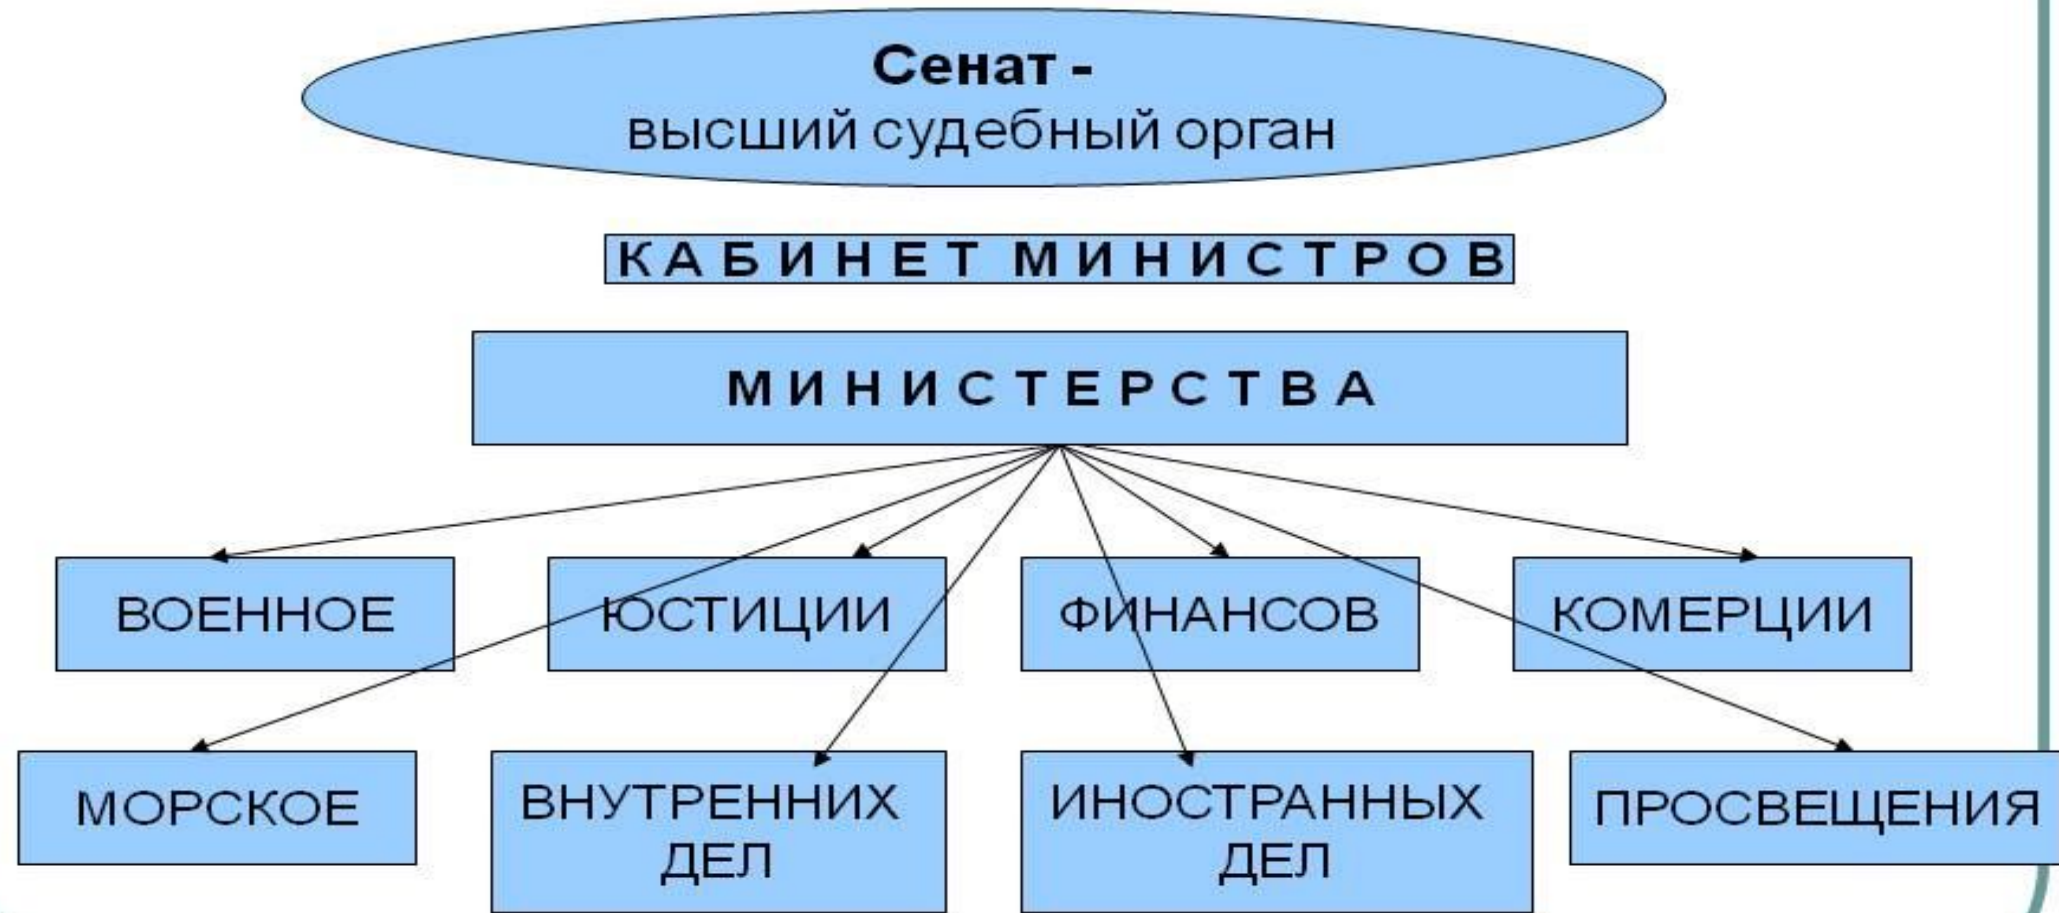 Сенат -
высший судебный орган
КАБИНЕТ МИНИСТРОВ
МИНИСТЕРСТВА
ВОЕННОЕ
ЮСТИЦИИ
ФИНАНСОВ
КОМЕРЦИИ
МОРСКОЕ
ВНУТРЕННИХ
ДЕЛ
ИНОСТРАННЫХ
ДЕЛ
ПРОСВЕЩЕНИЯ